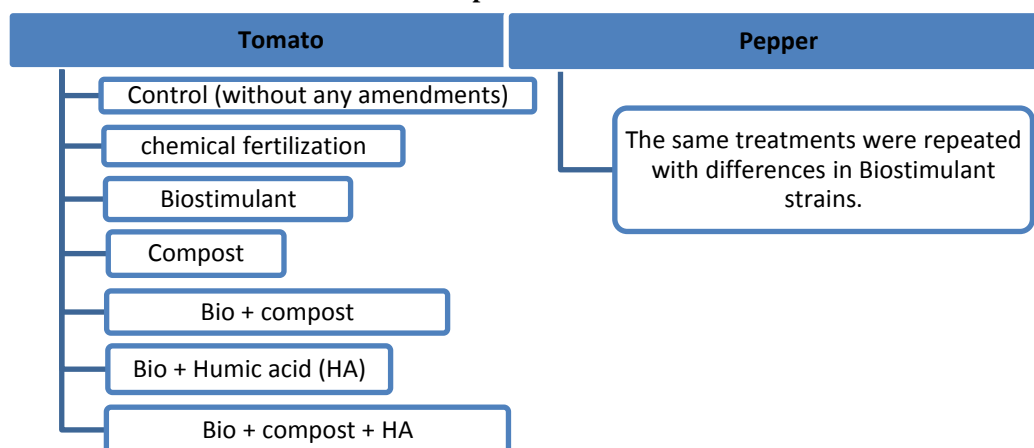 Tomato
Control (without any amendments)
chemical fertilization
Biostimulant
Compost
Bio + compost
Bio + Humic acid (HA)
Bio + compost + HA
Pepper
The same treatments were repeated
with differences in Biostimulant
strains.